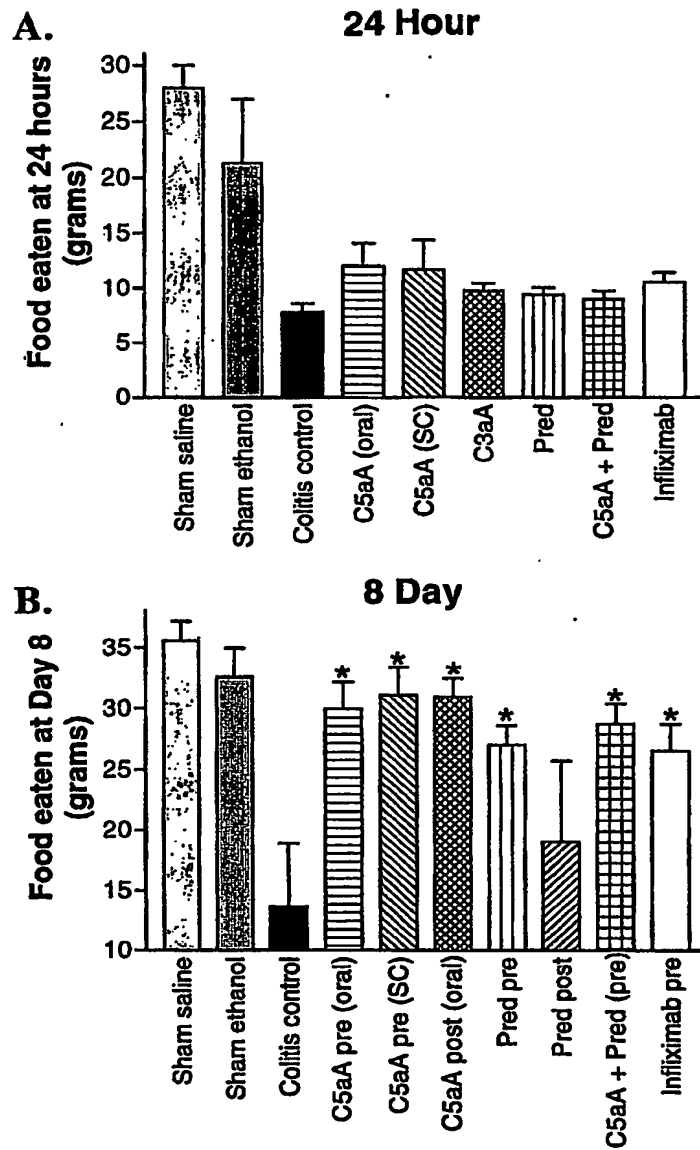 A.
24 Hour
Food eaten at 24 hours
(grams)
30
25
20
15
10
5
0
Sham saline
Sham ethanol
Colitis control
C5aA (oral)
C5aA (SC)
C3aA
Pred
C5aA + Pred
Infliximab
B.
8 Day
Food eaten at Day 8
(grams)
35
30
25
20
15
10
*
*
*
*
*
*
Sham saline
Sham ethanol
Colitis control
C5aA pre (oral)
C5aA pre (SC)
C5aA post (oral)
Pred pre
Pred post
C5aA + Pred (pre)
Infliximab pre